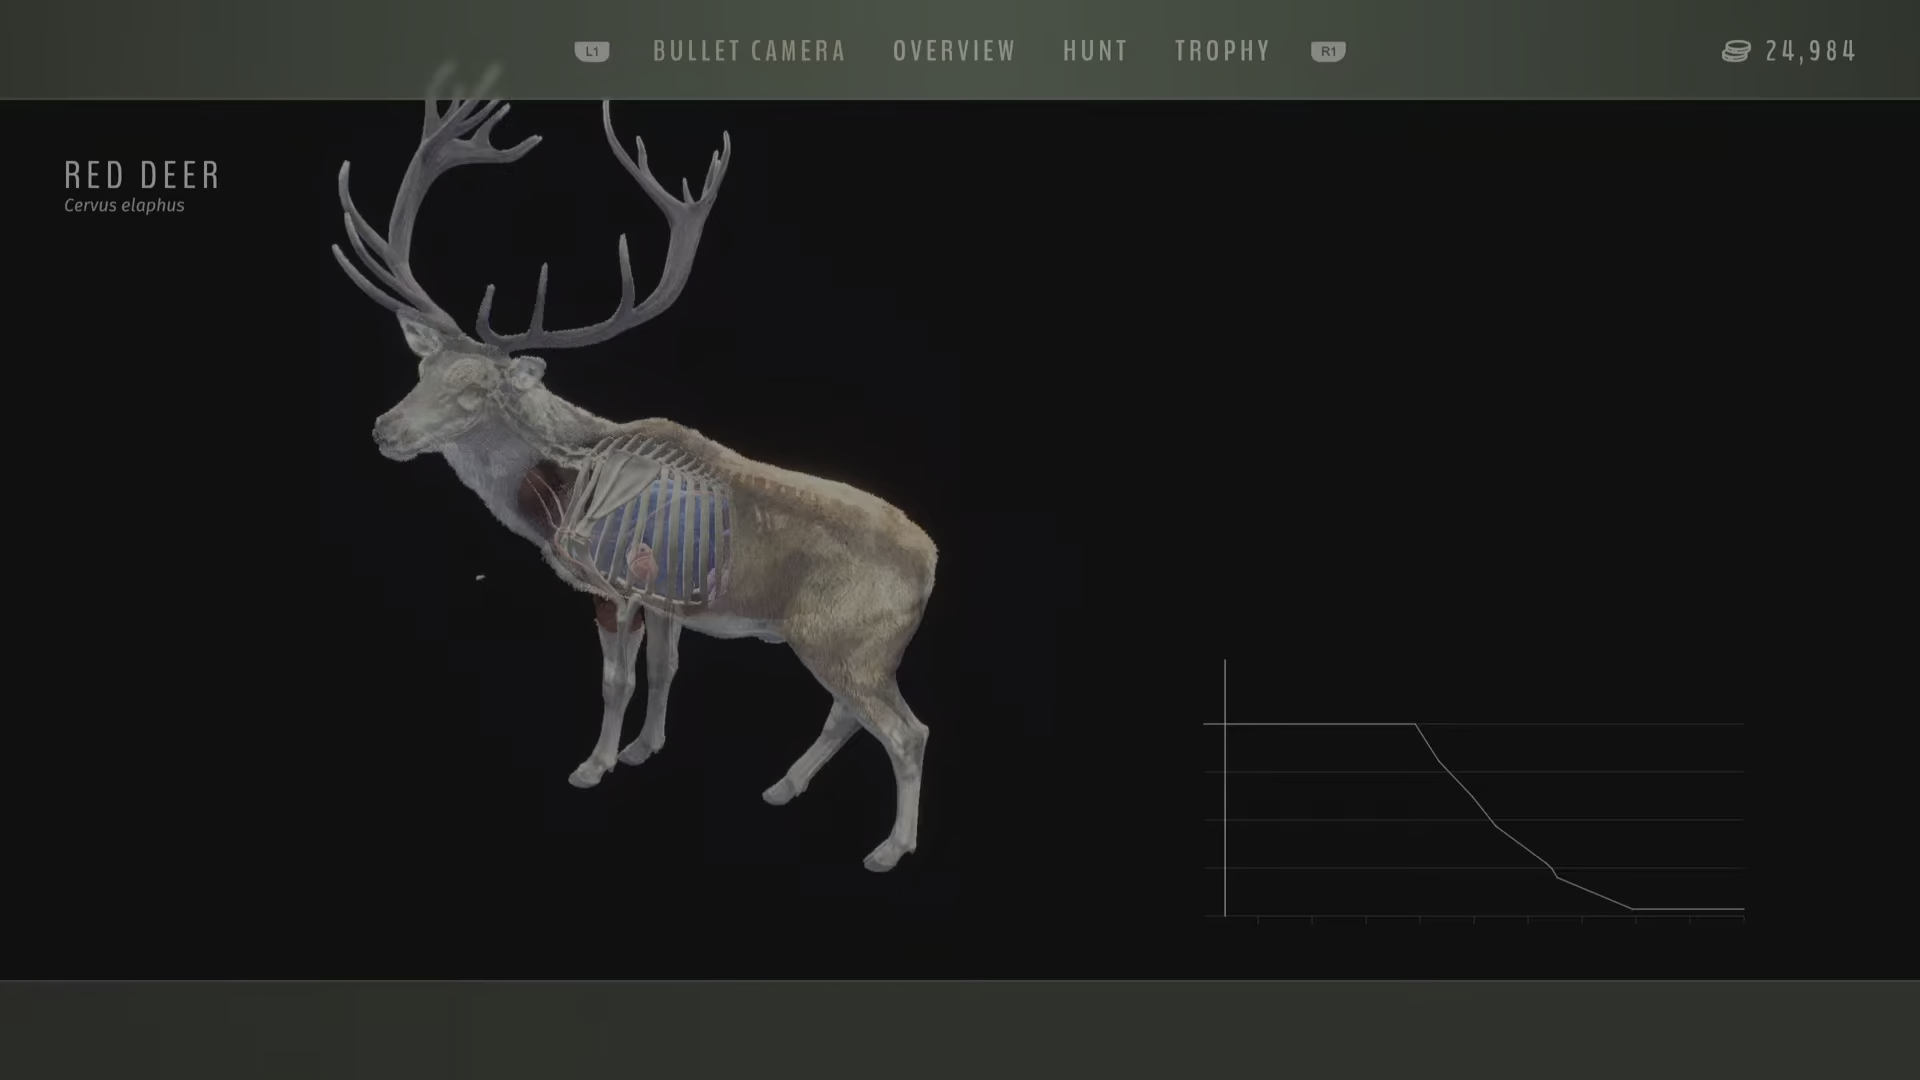 L1 BULLET CAMERA OVERVIEW HUNT TROPHY R1 24,984
RED DEER
Cervus elaphus